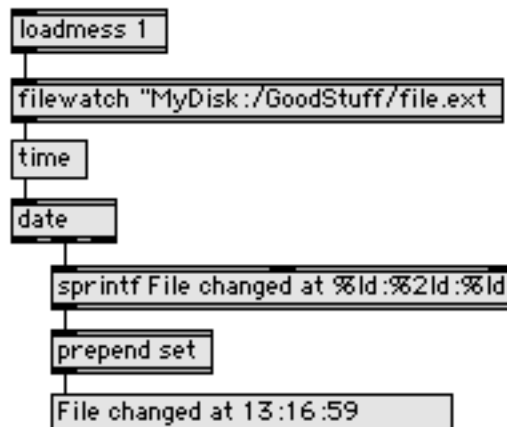 loadmess 1
filewatch "MyDisk:/GoodStuff/file.ext
time
date
sprintf File changed at %ld:%2ld:%ld
prepend set
File changed at 13:16:59